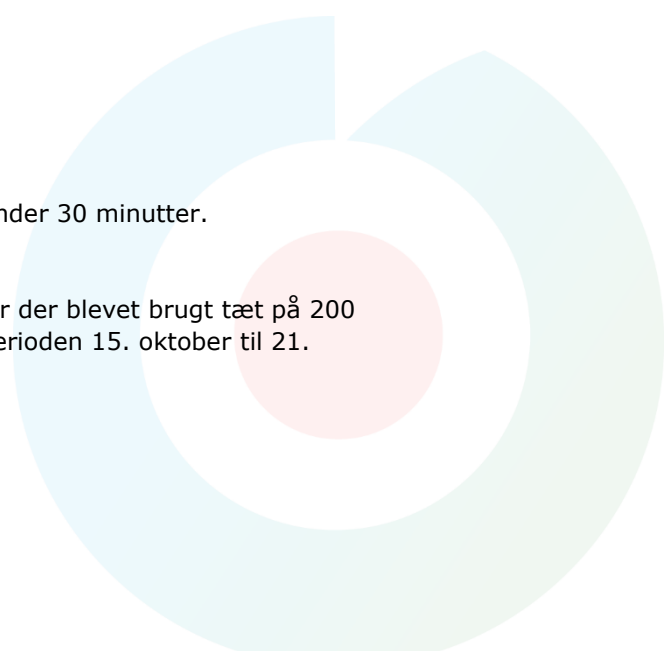 nder 30 minutter.
r der blevet brugt tæt på 200
erioden 15. oktober til 21.